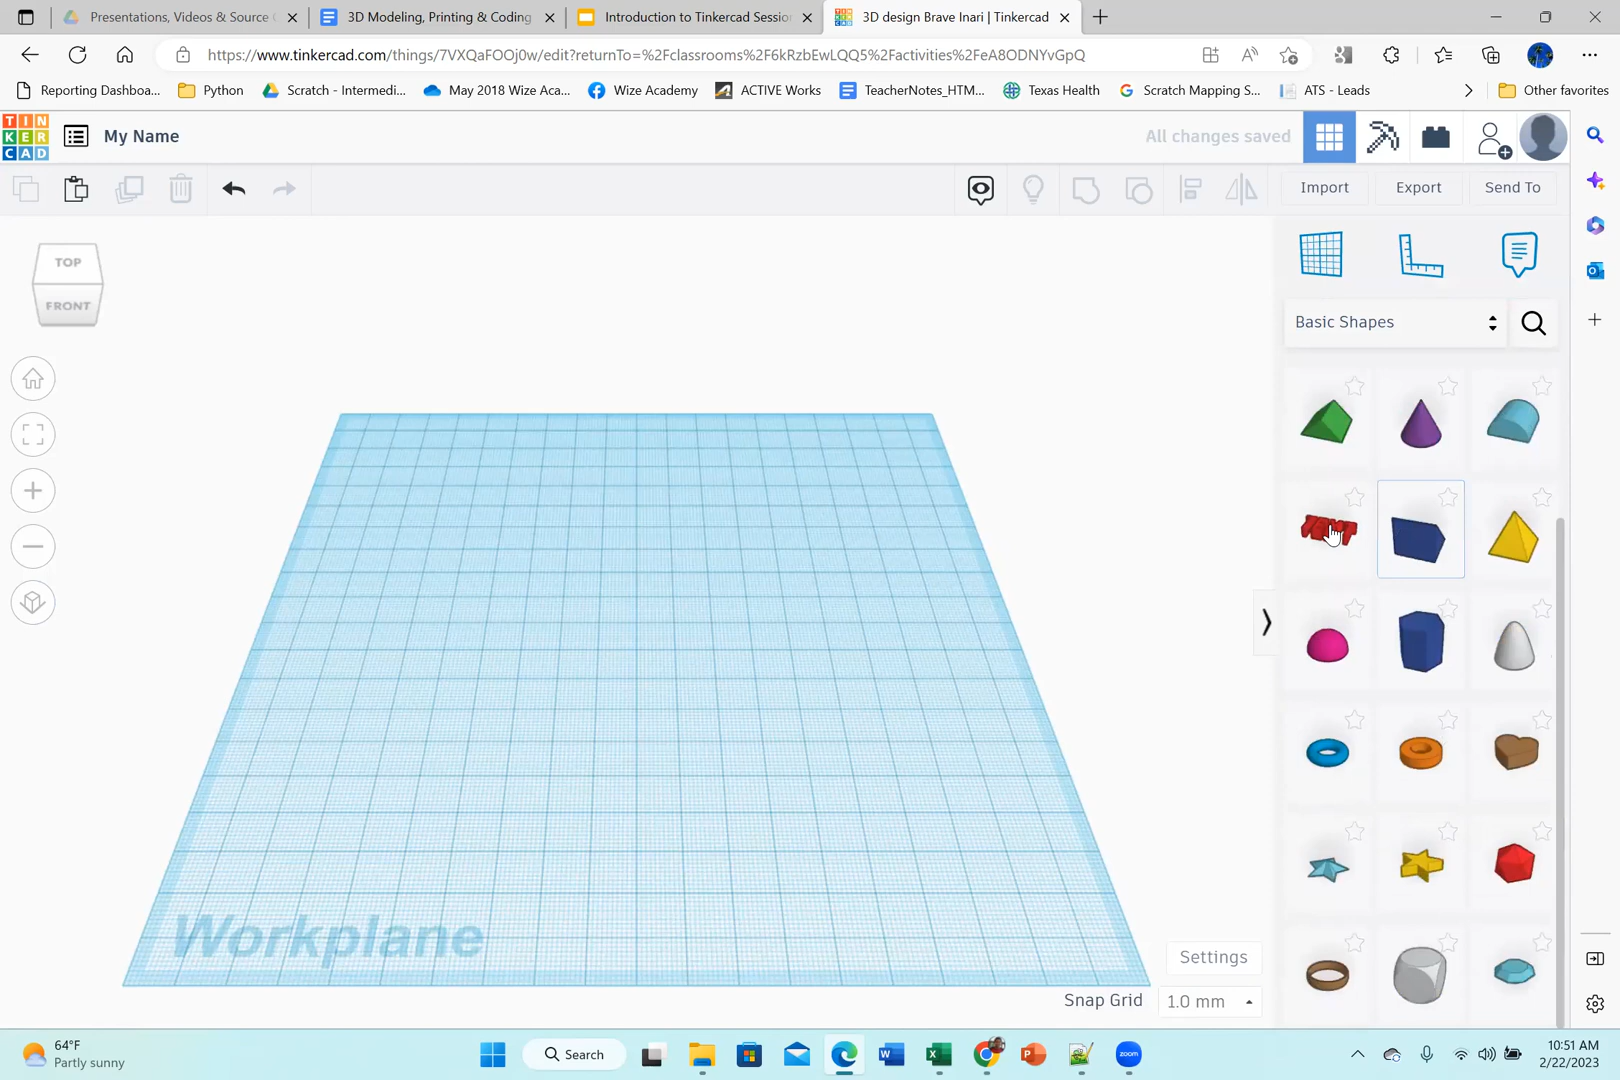 Presentations, Videos & Source
3D Modeling, Printing & Coding
Introduction to Tinkercad Sessio
3D design Brave Inari | Tinkercad
https://www.tinkercad.com/things/7VXQaFOOj0w/edit?returnTo=%2Fclassrooms%2F6kRzbEwLQQ5%2Factivities%2FeA8ODNYvGpQ
Reporting Dashboa...
Python
Scratch - Intermedi...
May 2018 Wize Aca...
Wize Academy
ACTIVE Works
TeacherNotes_HTM...
Texas Health
Scratch Mapping S...
ATS - Leads
Other favorites
TIN
KER
CAD
My Name
All changes saved
Import
Export
Send To
TOP
FRONT
Basic Shapes
TEXT
Workplane
Settings
Snap Grid
1.0 mm
64°F
Partly sunny
Search
zoom
10:51 AM
2/22/2023